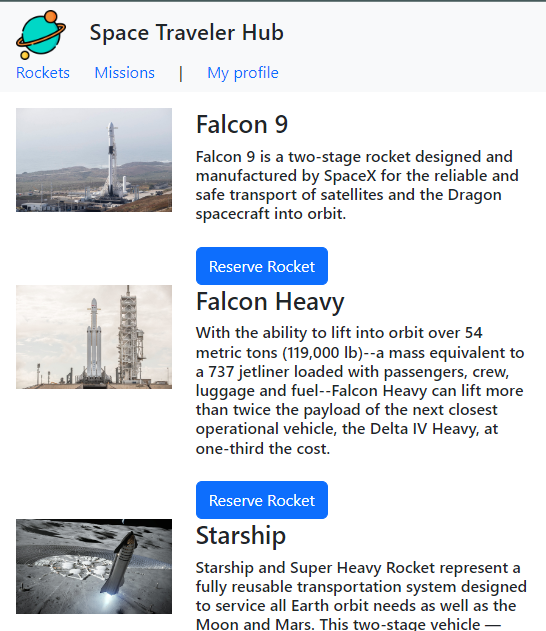 Space Traveler Hub
Rockets Missions | My profile
Falcon 9
Falcon 9 is a two-stage rocket designed and
manufactured by SpaceX for the reliable and
safe transport of satellites and the Dragon
spacecraft into orbit.
Reserve Rocket
Falcon Heavy
With the ability to lift into orbit over 54
metric tons (119,000 lb)--a mass equivalent to
a 737 jetliner loaded with passengers, crew,
luggage and fuel--Falcon Heavy can lift more
than twice the payload of the next closest
operational vehicle, the Delta IV Heavy, at
one-third the cost.
Reserve Rocket
Starship
Starship and Super Heavy Rocket represent a
fully reusable transportation system designed
to service all Earth orbit needs as well as the
Moon and Mars. This two-stage vehicle —